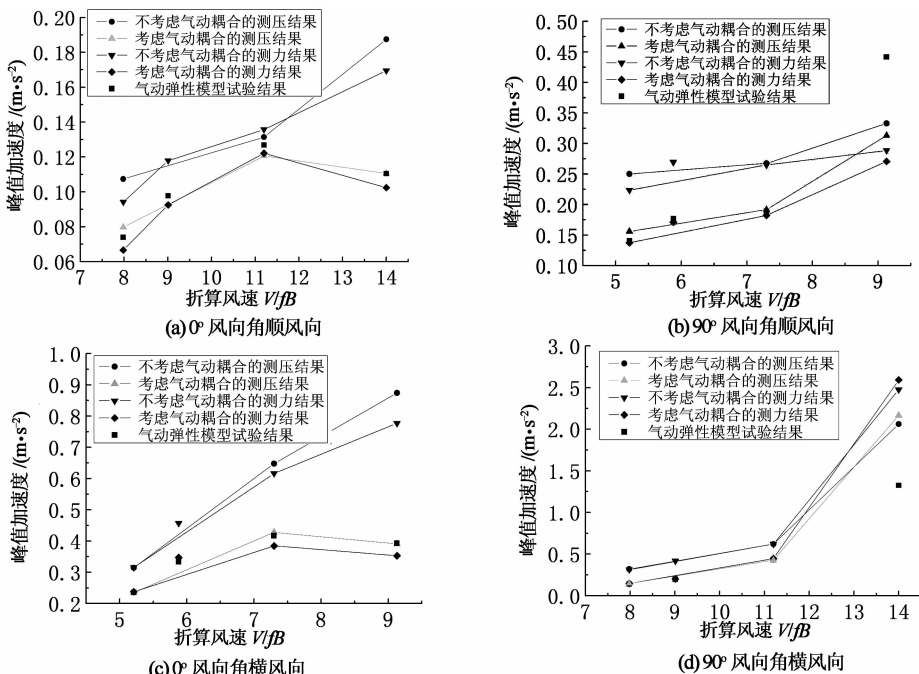 不考虑气动耦合的测压结果
考虑气动耦合的测压结果
不考虑气动耦合的测力结果
考虑气动耦合的测力结果
气动弹性模型试验结果
峰值加速度/(m•s⁻²)
0.20
0.18
0.16
0.14
0.12
0.10
0.08
0.06
7 8 9 10 11 12 13 14
折算风速 V/fB
(a) 0° 风向角顺风向
不考虑气动耦合的测压结果
考虑气动耦合的测压结果
不考虑气动耦合的测力结果
考虑气动耦合的测力结果
气动弹性模型试验结果
峰值加速度/(m•s⁻²)
0.50
0.45
0.40
0.35
0.30
0.25
0.20
0.15
0.10
5 6 7 8 9
折算风速 V/fB
(b) 90° 风向角顺风向
不考虑气动耦合的测压结果
考虑气动耦合的测压结果
不考虑气动耦合的测力结果
考虑气动耦合的测力结果
气动弹性模型试验结果
峰值加速度/(m•s⁻²)
1.0
0.9
0.8
0.7
0.6
0.5
0.4
0.3
0.2
5 6 7 8 9
折算风速 V/fB
(c) 0° 风向角横风向
不考虑气动耦合的测压结果
考虑气动耦合的测压结果
不考虑气动耦合的测力结果
考虑气动耦合的测力结果
气动弹性模型试验结果
峰值加速度/(m•s⁻²)
3.0
2.5
2.0
1.5
0.5
0.0
7 8 9 10 11 12 13 14
折算风速 V/fB
(d) 90° 风向角横风向